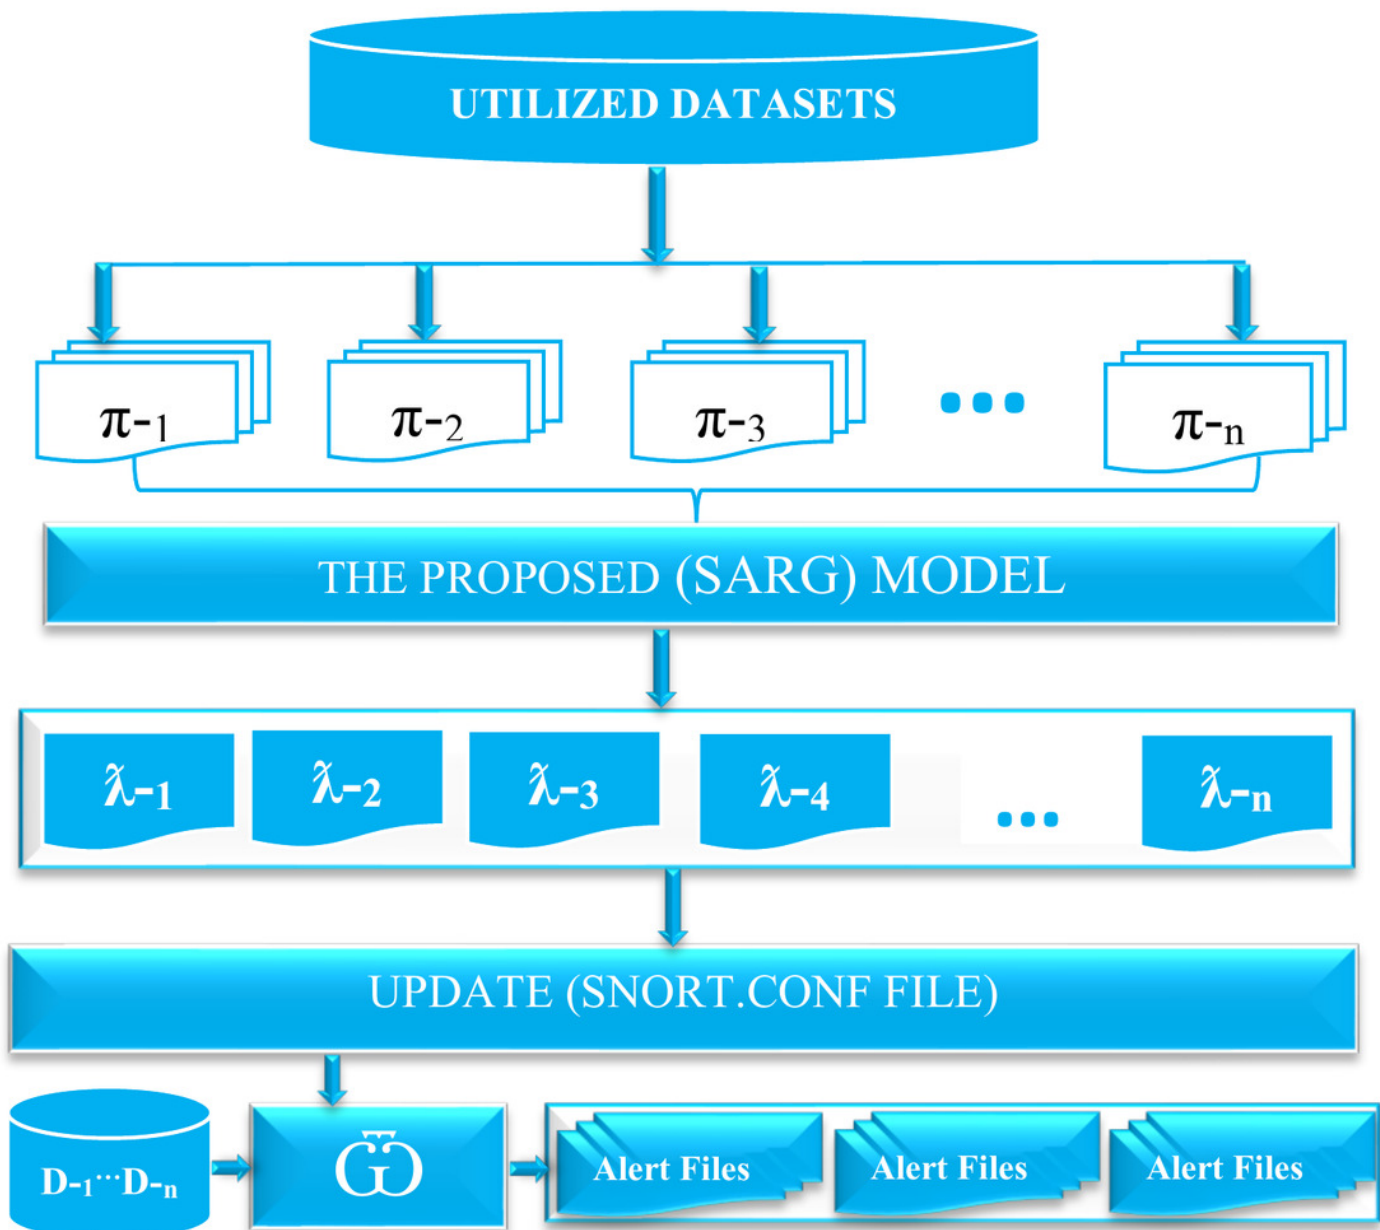 UTILIZED DATASETS
π-1 π-2 π-3 ... π-n
THE PROPOSED (SARG) MODEL
λ̃-1 λ̃-2 λ̃-3 λ̃-4 ... λ̃-n
UPDATE (SNORT.CONF FILE)
D-1...D-n
Ѿ
Alert Files Alert Files Alert Files